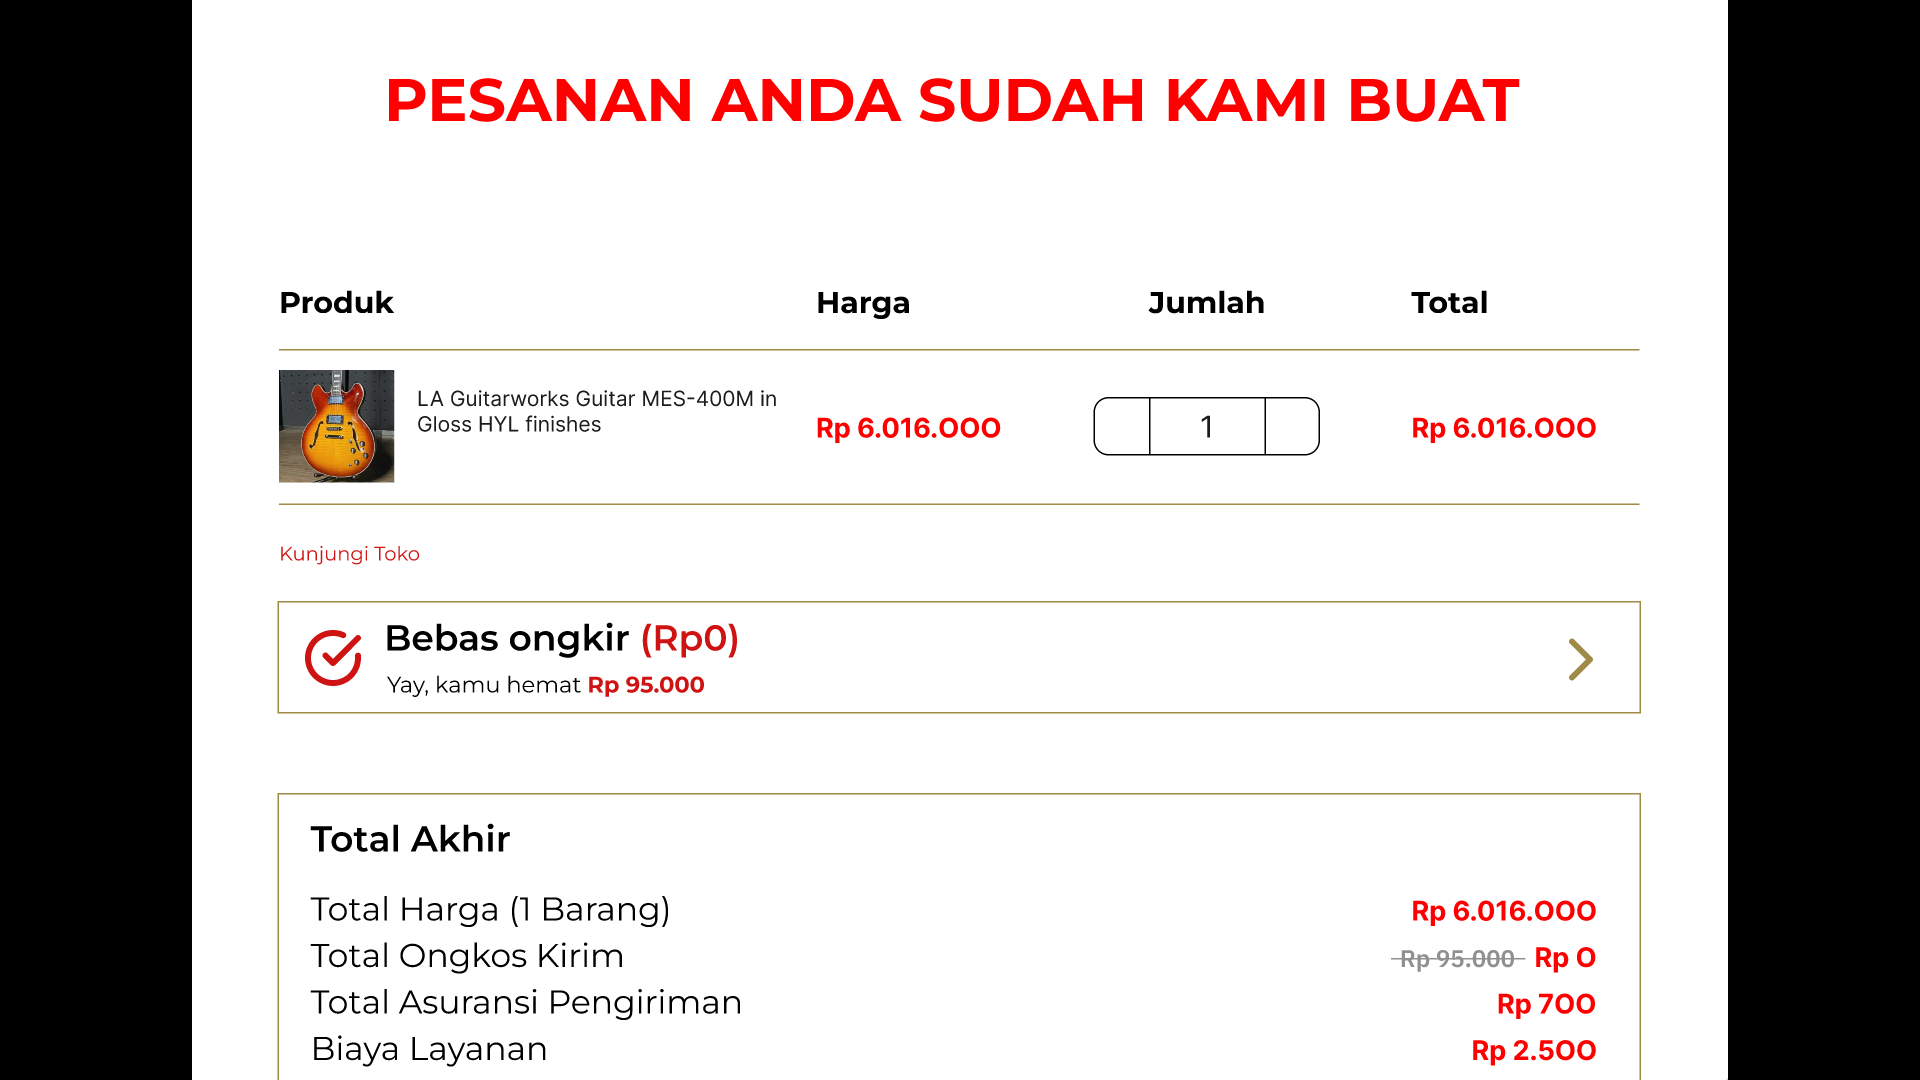 PESANAN ANDA SUDAH KAMI BUAT
Produk Harga Jumlah Total
LA Guitarworks Guitar MES-400M in
Gloss HYL finishes
Rp 6.016.000 1 Rp 6.016.000
Kunjungi Toko
Bebas ongkir (Rp0)
Yay, kamu hemat Rp 95.000
Total Akhir
Total Harga (1 Barang) Rp 6.016.000
Total Ongkos Kirim Rp 95.000 Rp 0
Total Asuransi Pengiriman Rp 700
Biaya Layanan Rp 2.500